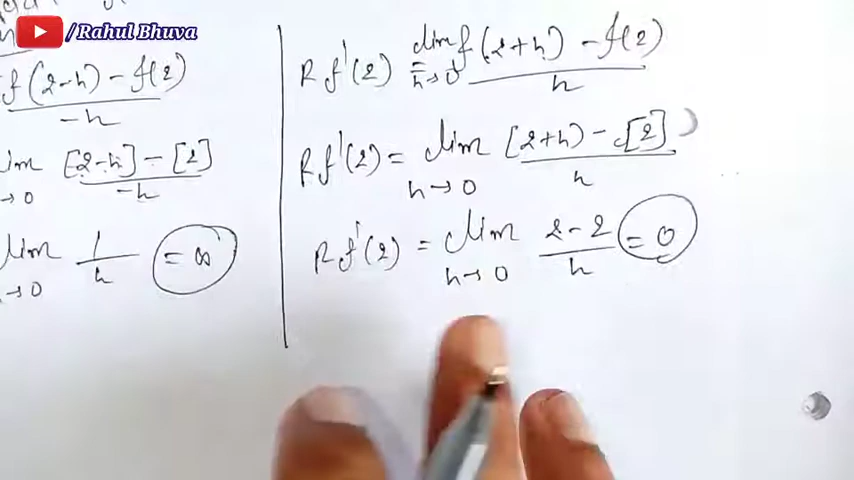 / Rahul Bhuva
f(2-h) - f(2)
-h
lim [2-h] - [2]
h→0 -h
lim 1
h→0 h = ∞
Rf'(2) = lim f(2+h) - f(2)
h→0 h
Rf'(2) = lim [2+h) - [2]
h→0 h
Rf'(2) = lim 2-2 = 0
h→0 h